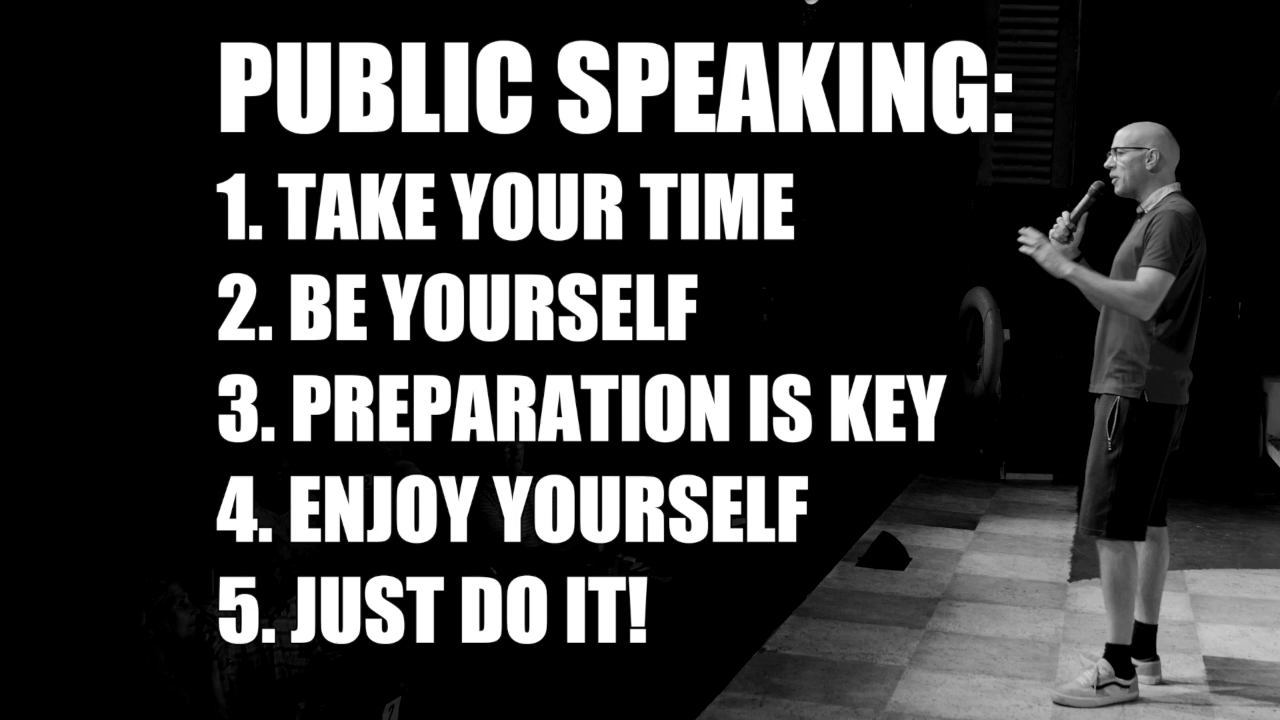 PUBLIC SPEAKING:
1. TAKE YOUR TIME
2. BE YOURSELF
3. PREPARATION IS KEY
4. ENJOY YOURSELF
5. JUST DO IT!